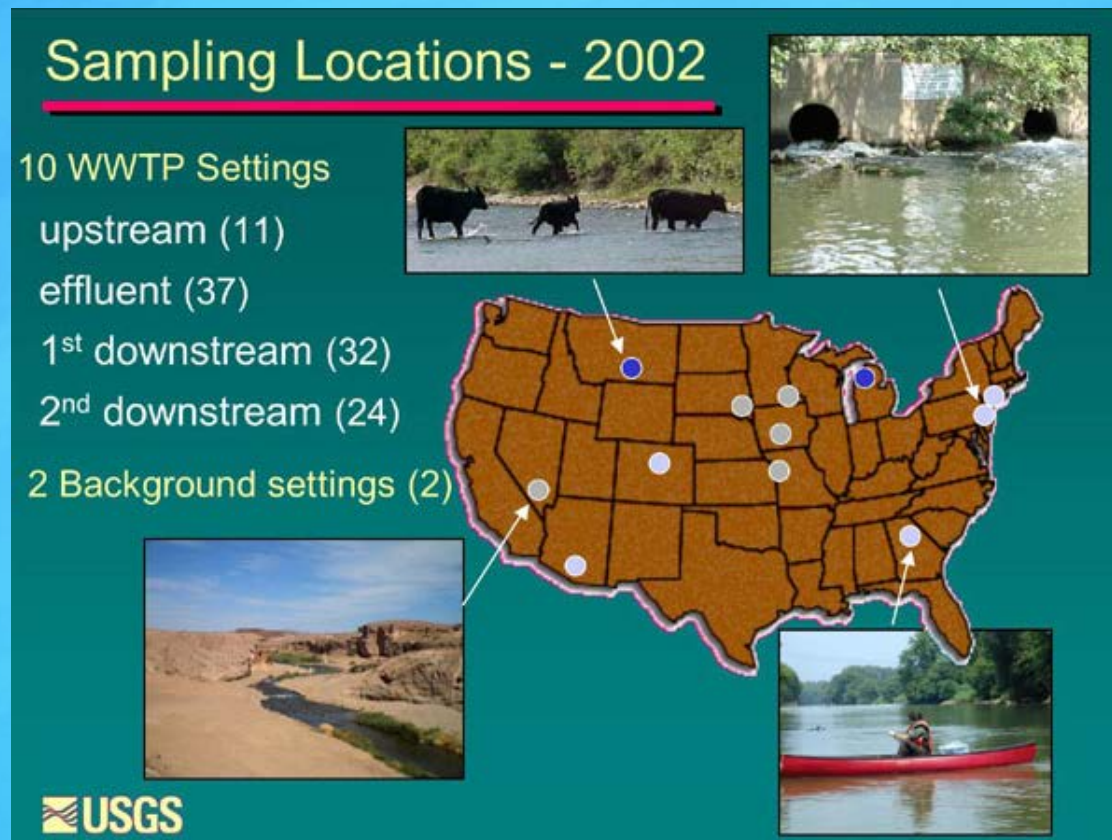 Sampling Locations - 2002
10 WWTP Settings
upstream (11)
effluent (37)
1st downstream (32)
2nd downstream (24)
2 Background settings (2)
USGS